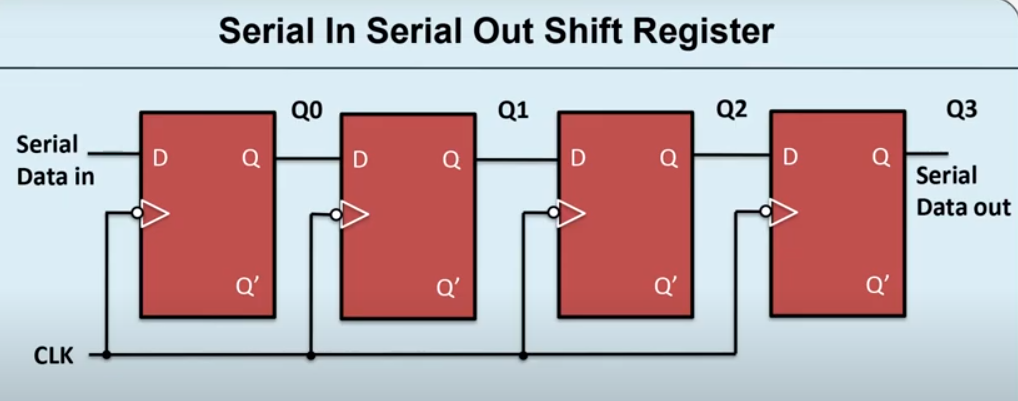 Serial In Serial Out Shift Register
Q0 Q1 Q2 Q3
Serial
Data in
D Q D Q D Q D Q
Serial
Data out
Q′ Q′ Q′ Q′
CLK